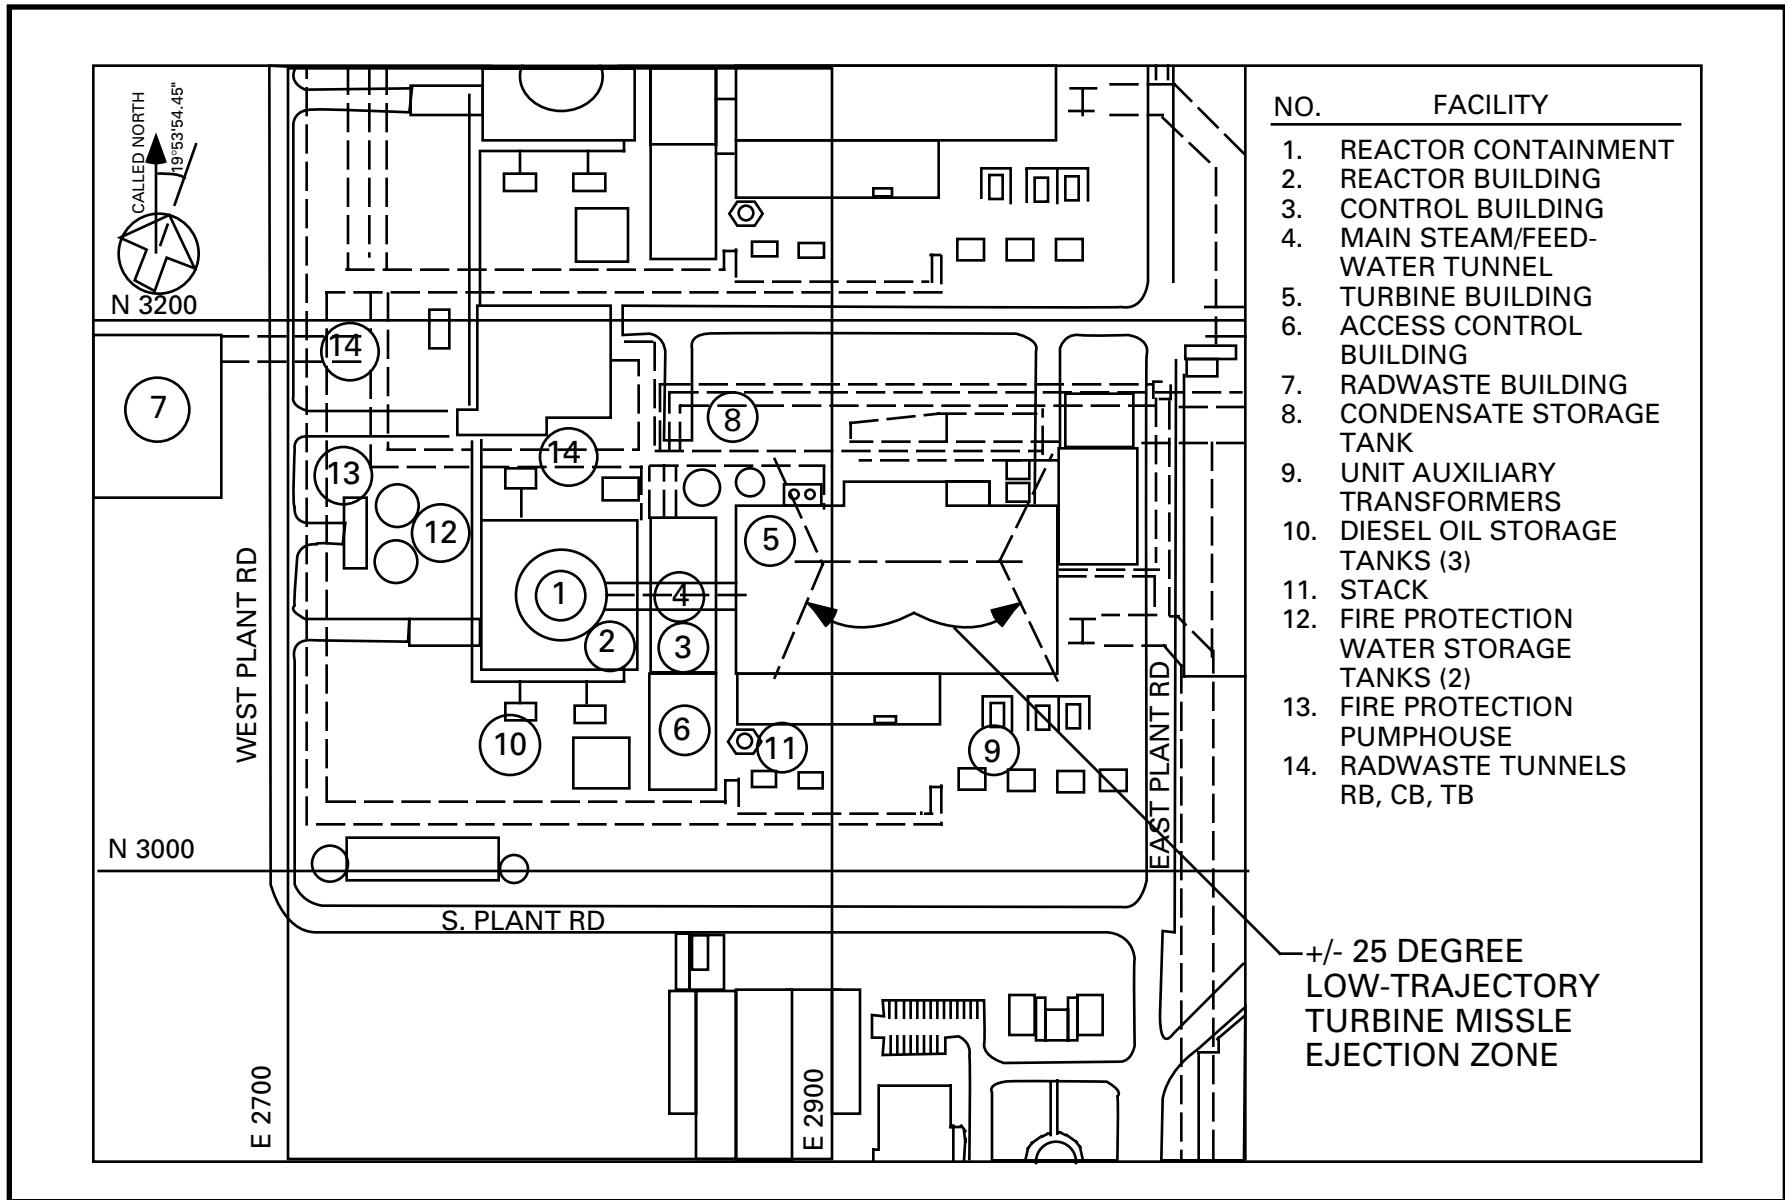 CALLED NORTH
19°53'54.45"
N 3200
14
7
8
13
14
12
5
1
4
2
3
WEST PLANT RD
6
10
11
9
EAST PLANT RD
N 3000
S. PLANT RD
E 2700
E 2900
NO. FACILITY
1. REACTOR CONTAINMENT
2. REACTOR BUILDING
3. CONTROL BUILDING
4. MAIN STEAM/FEED-
WATER TUNNEL
5. TURBINE BUILDING
6. ACCESS CONTROL
BUILDING
7. RADWASTE BUILDING
8. CONDENSATE STORAGE
TANK
9. UNIT AUXILIARY
TRANSFORMERS
10. DIESEL OIL STORAGE
TANKS (3)
11. STACK
12. FIRE PROTECTION
WATER STORAGE
TANKS (2)
13. FIRE PROTECTION
PUMPHOUSE
14. RADWASTE TUNNELS
RB, CB, TB
+/- 25 DEGREE
LOW-TRAJECTORY
TURBINE MISSLE
EJECTION ZONE